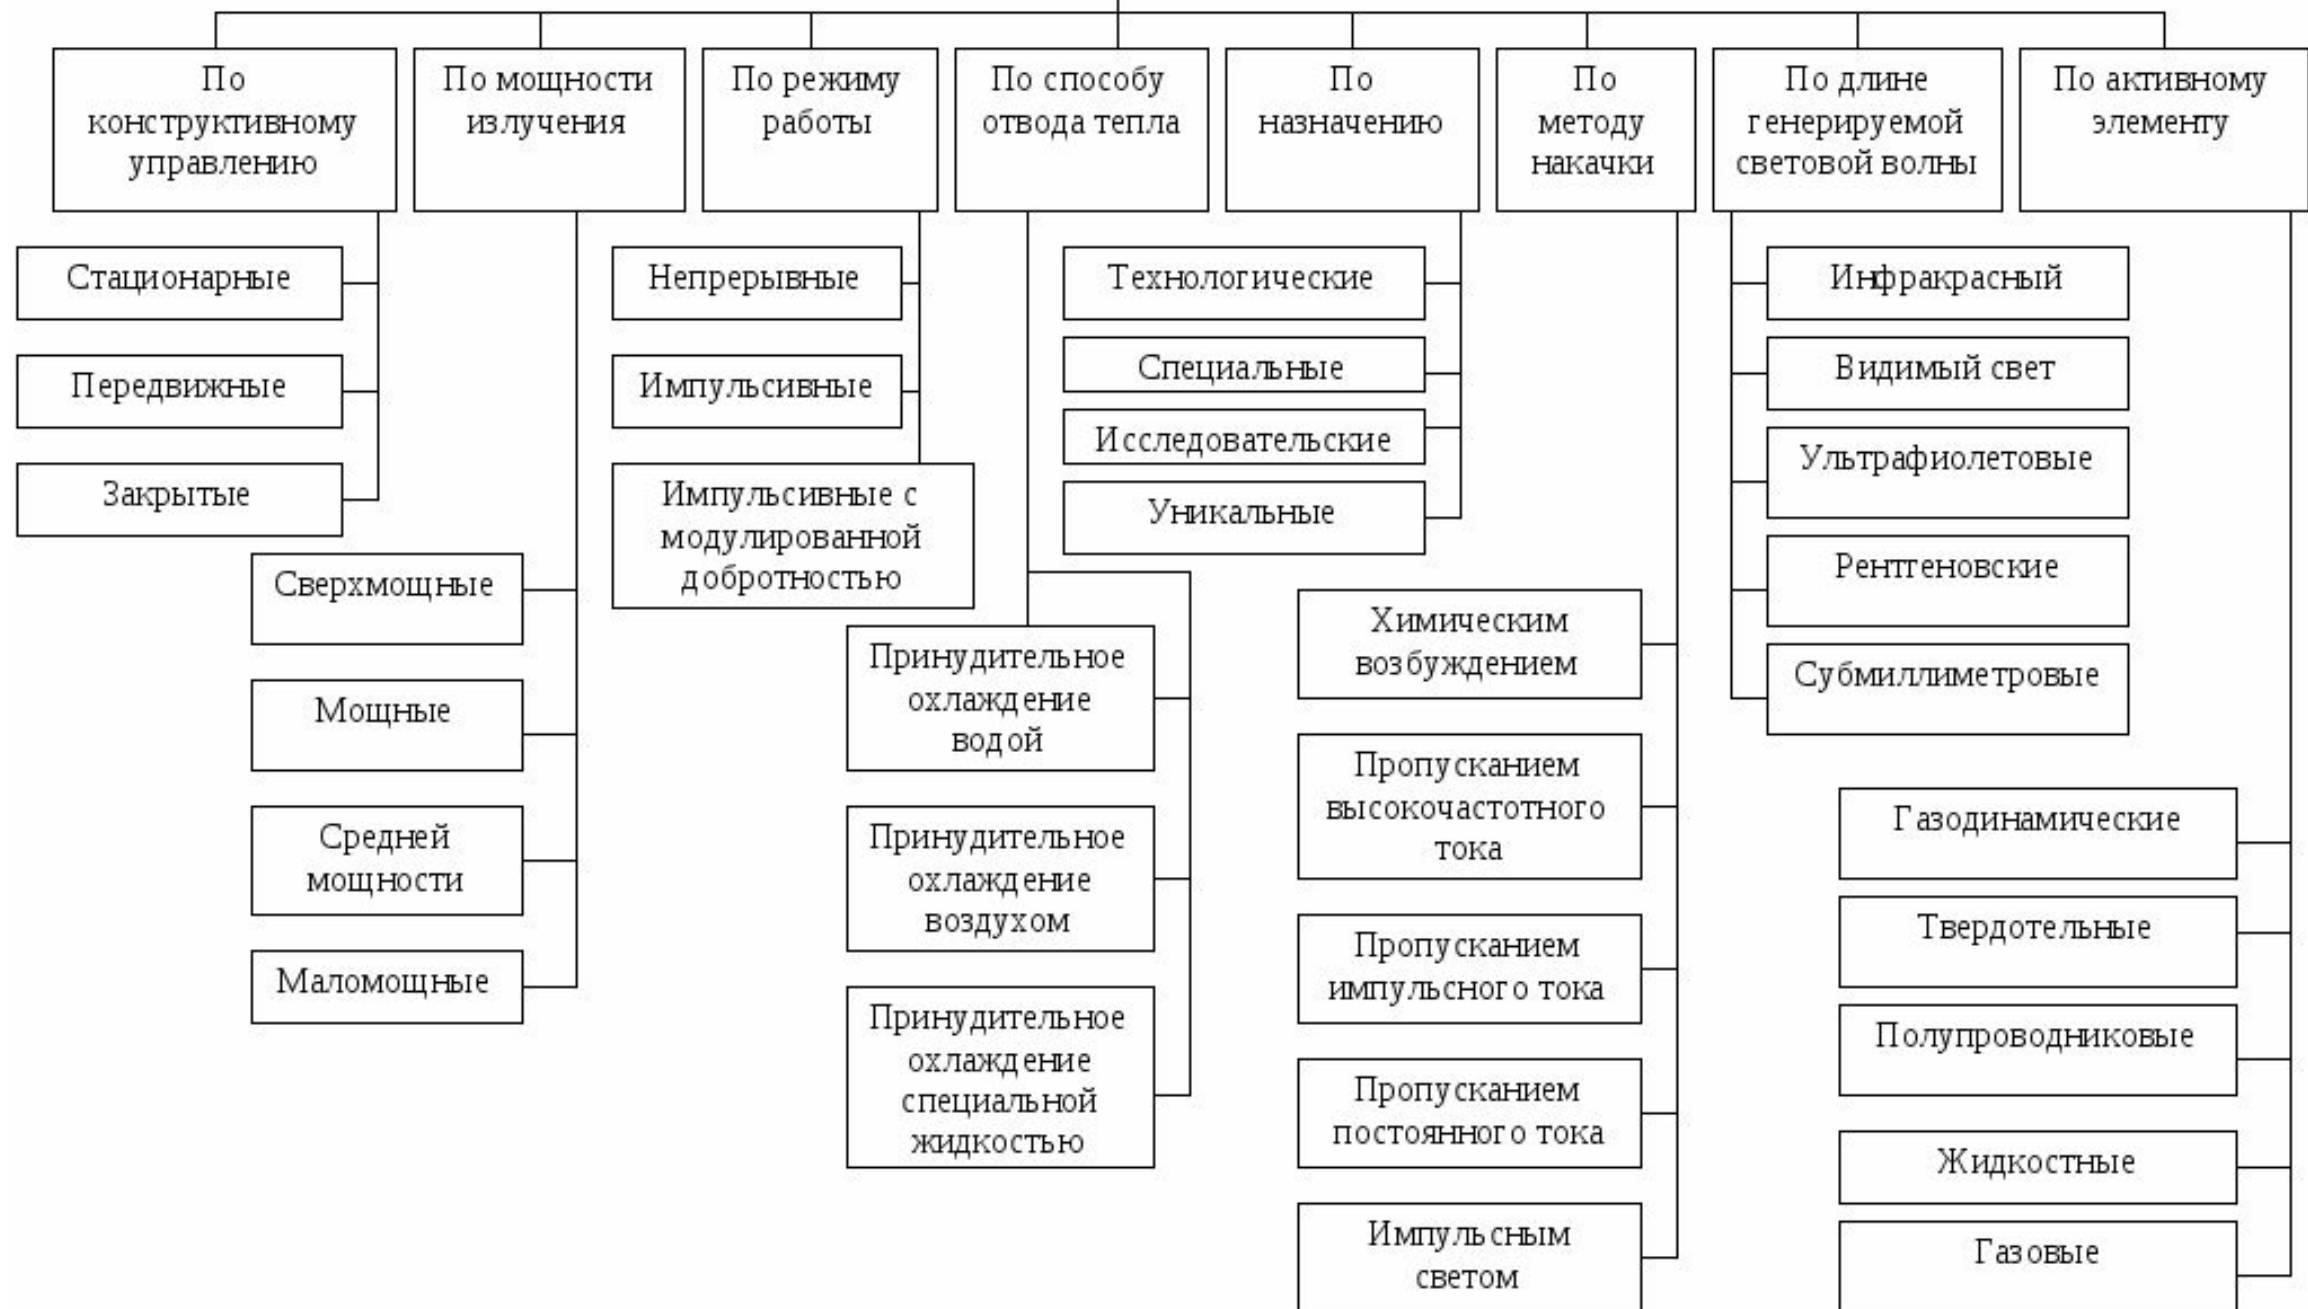 По
конструктивному
управлению
По мощности
излучения
По режиму
работы
По способу
отвода тепла
По
назначению
По
методу
накачки
По длине
генерируемой
световой волны
По активному
элементу
Стационарные
Передвижные
Закрытые
Сверхмощные
Мощные
Средней
мощности
Маломощные
Непрерывные
Импульсивные
Импульсивные с
модулированной
добротностью
Принудительное
охлаждение
водой
Принудительное
охлаждение
воздухом
Принудительное
охлаждение
специальной
жидкостью
Технологические
Специальные
Исследовательские
Уникальные
Химическим
возбуждением
Пропусканием
высокочастотного
тока
Пропусканием
импульсного тока
Пропусканием
постоянного тока
Импульсным
светом
Инфракрасный
Видимый свет
Ультрафиолетовые
Рентгеновские
Субмиллиметровые
Газодинамические
Твердотельные
Полупроводниковые
Жидкостные
Газовые